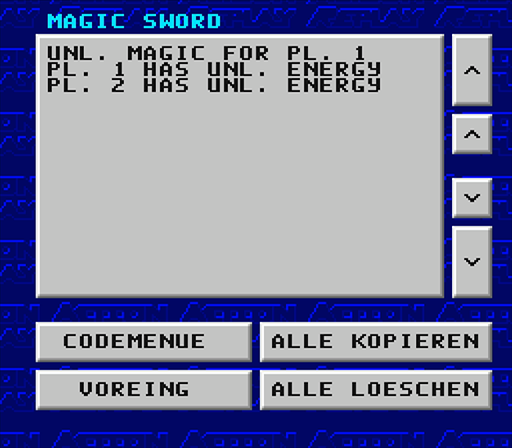 MAGIC SWORD
UNL. MAGIC FOR PL. 1
PL. 1 HAS UNL. ENERGY
PL. 2 HAS UNL. ENERGY
CODEMENUE
ALLE KOPIEREN
VOREING
ALLE LOESCHEN